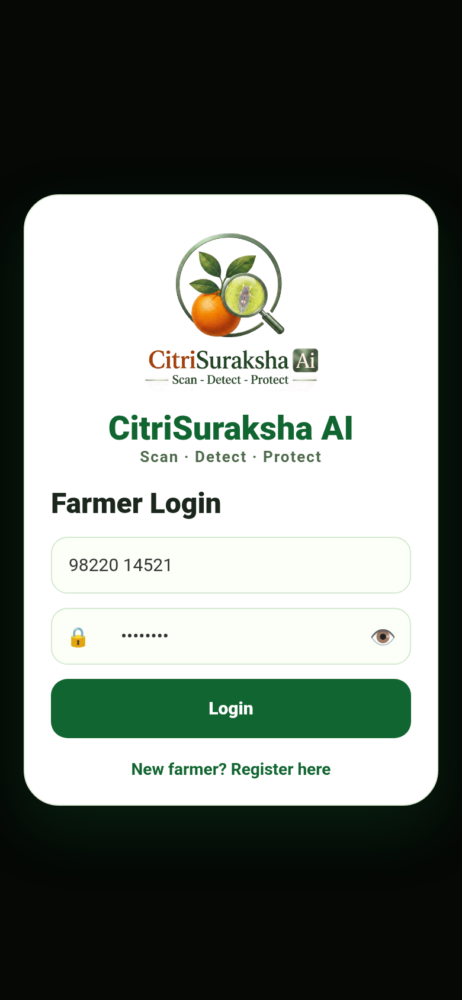 CitriSuraksha Ai
Scan - Detect - Protect
CitriSuraksha AI
Scan · Detect · Protect
Farmer Login
98220 14521
••••••••
Login
New farmer? Register here